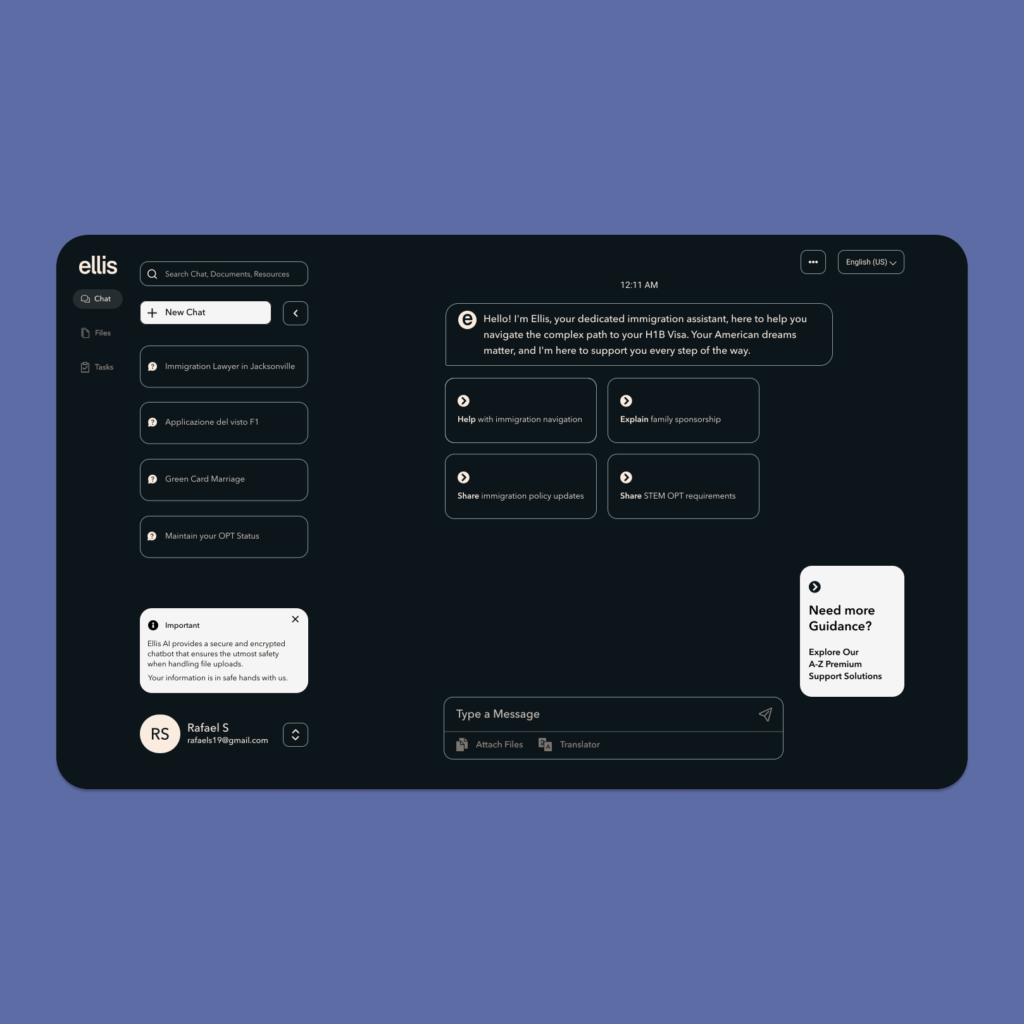 ellis
Chat
Files
Tasks
Search Chat, Documents, Resources
New Chat
Immigration Lawyer in Jacksonville
Applicazione del visto F1
Green Card Marriage
Maintain your OPT Status
Important
Ellis AI provides a secure and encrypted
chatbot that ensures the utmost safety
when handling file uploads.
Your information is in safe hands with us.
RS
Rafael S
rafaels19@gmail.com
English (US)
12:11 AM
e
Hello! I'm Ellis, your dedicated immigration assistant, here to help you
navigate the complex path to your H1B Visa. Your American dreams
matter, and I'm here to support you every step of the way.
Help with immigration navigation
Explain family sponsorship
Share immigration policy updates
Share STEM OPT requirements
Need more
Guidance?
Explore Our
A-Z Premium
Support Solutions
Type a Message
Attach Files
Translator